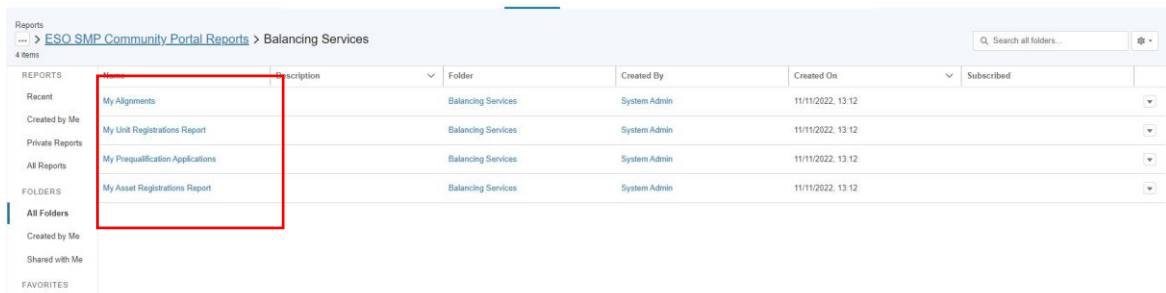 Reports
... > ESO SMP Community Portal Reports > Balancing Services
4 items
Search all folders...
REPORTS
Recent
Created by Me
Private Reports
All Reports
FOLDERS
All Folders
Created by Me
Shared with Me
FAVORITES
Name Description Folder Created By Created On Subscribed
My Alignments Balancing Services System Admin 11/11/2022, 13:12
My Unit Registrations Report Balancing Services System Admin 11/11/2022, 13:12
My Prequalification Applications Balancing Services System Admin 11/11/2022, 13:12
My Asset Registrations Report Balancing Services System Admin 11/11/2022, 13:12